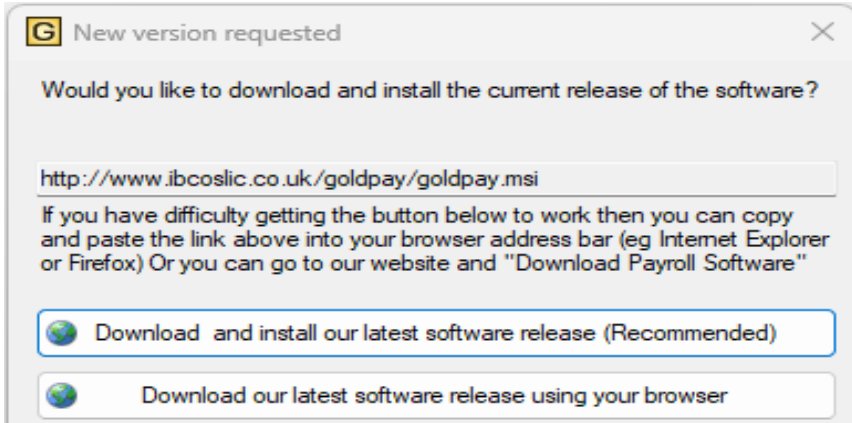 G New version requested
Would you like to download and install the current release of the software?
http://www.ibcoslic.co.uk/goldpay/goldpay.msi
If you have difficulty getting the button below to work then you can copy
and paste the link above into your browser address bar (eg Internet Explorer
or Firefox) Or you can go to our website and "Download Payroll Software"
Download  and install our latest software release (Recommended)
Download our latest software release using your browser